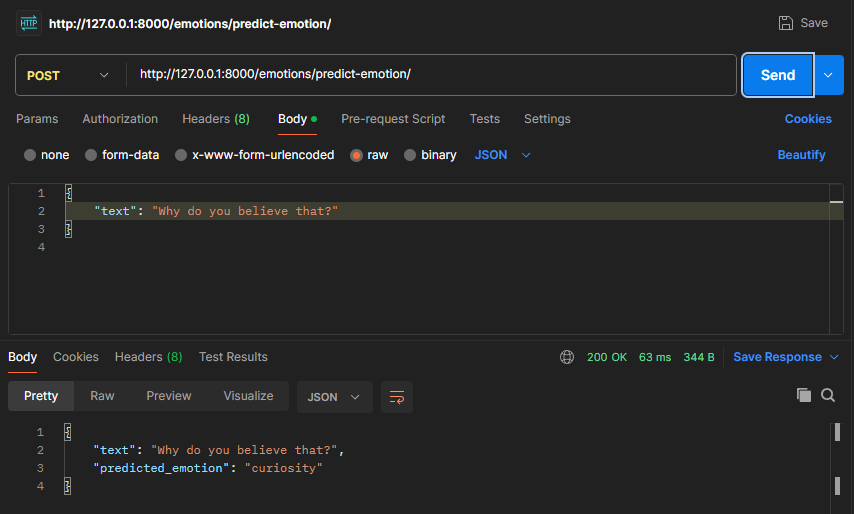 HTTP http://127.0.0.1:8000/emotions/predict-emotion/ Save
POST http://127.0.0.1:8000/emotions/predict-emotion/ Send
Params Authorization Headers (8) Body Pre-request Script Tests Settings Cookies
none form-data x-www-form-urlencoded raw binary JSON Beautify
1 {
2 "text": "Why do you believe that?"
3 }
4
Body Cookies Headers (8) Test Results 200 OK 63 ms 344 B Save Response
Pretty Raw Preview Visualize JSON
1 {
2 "text": "Why do you believe that?",
3 "predicted_emotion": "curiosity"
4 }